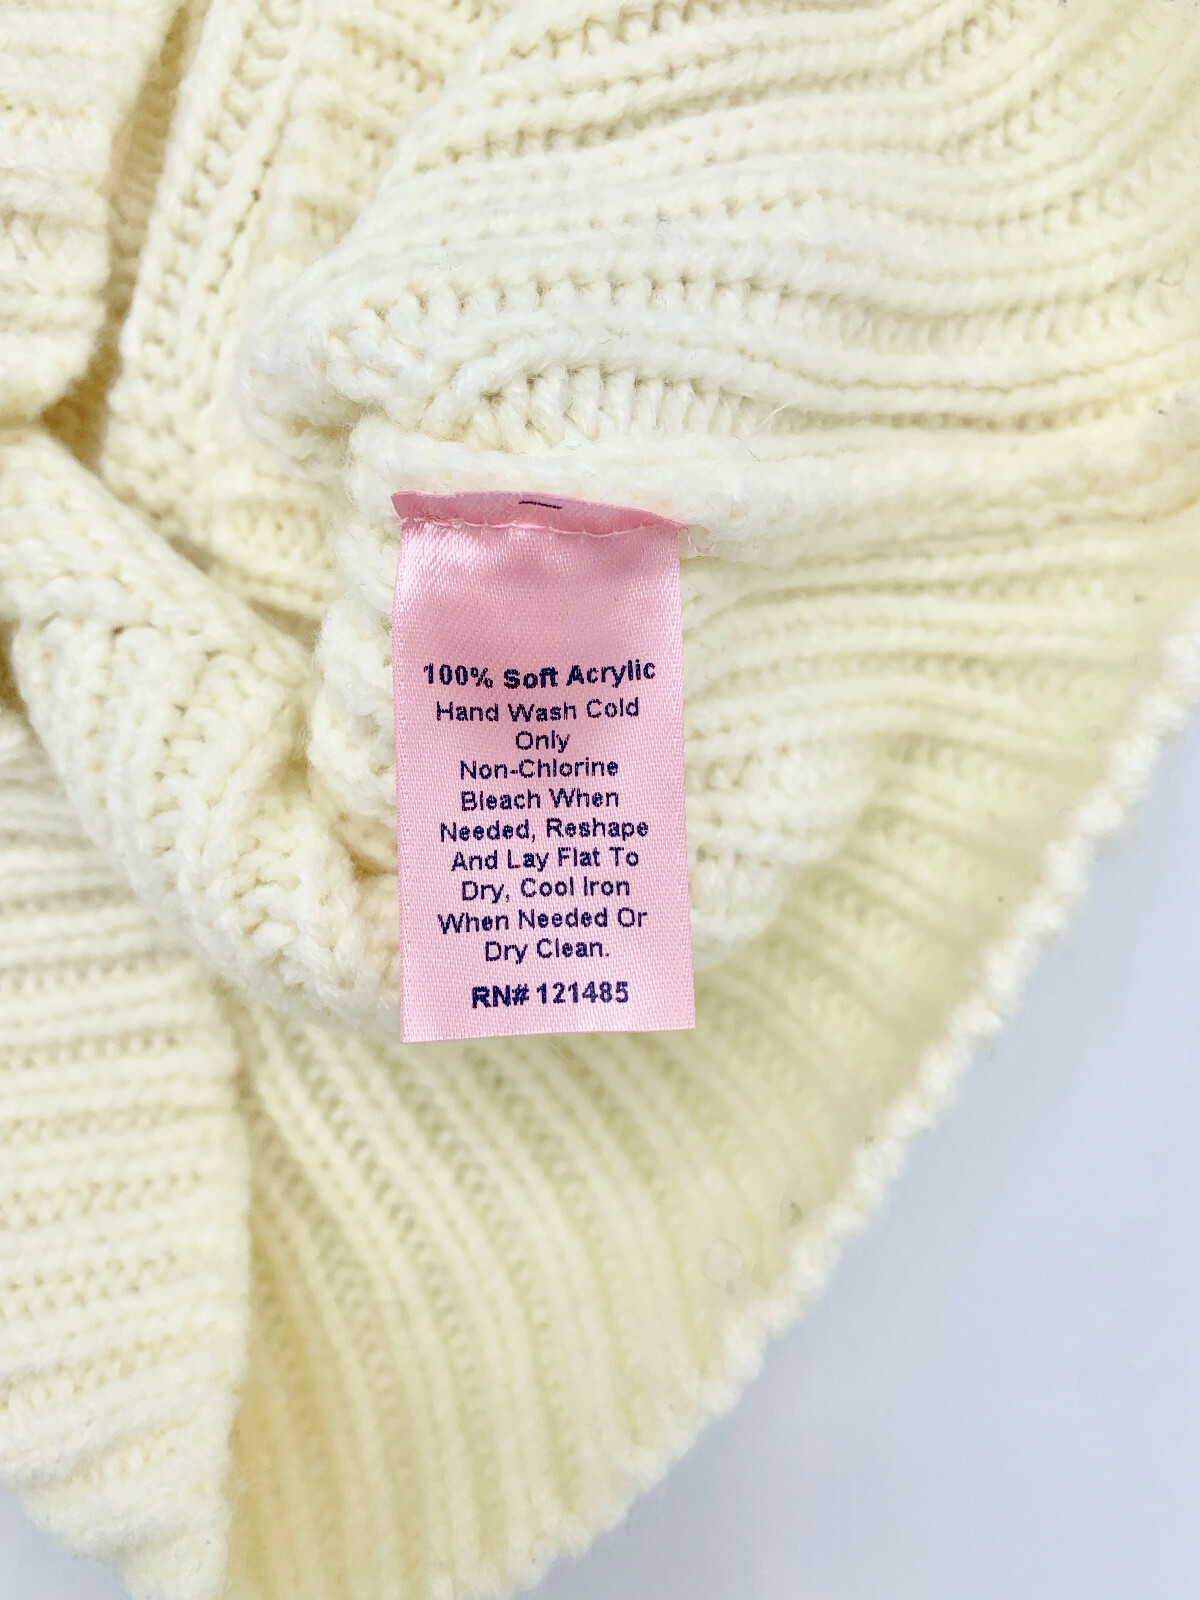 100% Soft Acrylic
Hand Wash Cold
Only
Non-Chlorine
Bleach When
Needed, Reshape
And Lay Flat To
Dry, Cool Iron
When Needed Or
Dry Clean.
RN# 121485